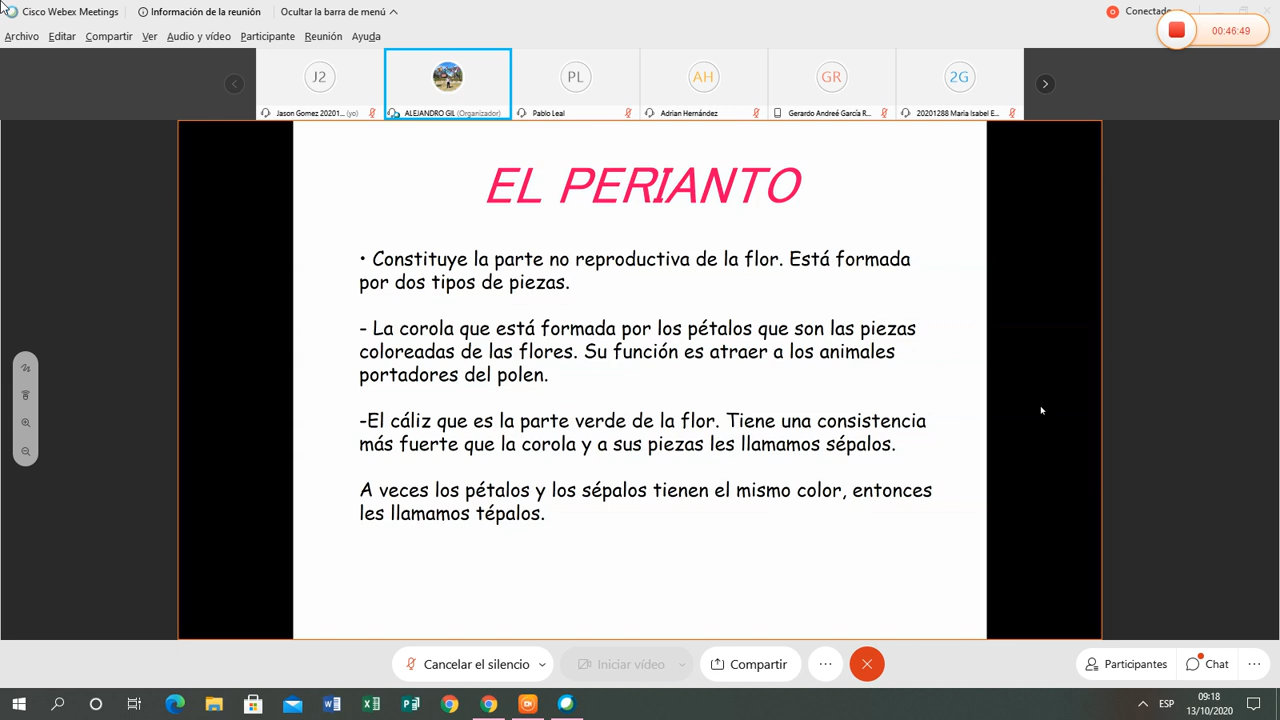 Cisco Webex Meetings
Información de la reunión
Ocultar la barra de menú
Conectado
00:46:49
Archivo Editar Compartir Ver Audio y vídeo Participante Reunión Ayuda
J2 PL AH GR 2G
Jason Gomez 20201... (yo)
ALEJANDRO GIL (Organizador)
Pablo Leal
Adrian Hernández
Gerardo Andreé García R...
20201288 Maria Isabel E...
EL PERIANTO
• Constituye la parte no reproductiva de la flor. Está formada
por dos tipos de piezas.
- La corola que está formada por los pétalos que son las piezas
coloreadas de las flores. Su función es atraer a los animales
portadores del polen.
-El cáliz que es la parte verde de la flor. Tiene una consistencia
más fuerte que la corola y a sus piezas les llamamos sépalos.
A veces los pétalos y los sépalos tienen el mismo color, entonces
les llamamos tépalos.
Cancelar el silencio
Iniciar vídeo
Compartir
Participantes
Chat
ESP
09:18
13/10/2020